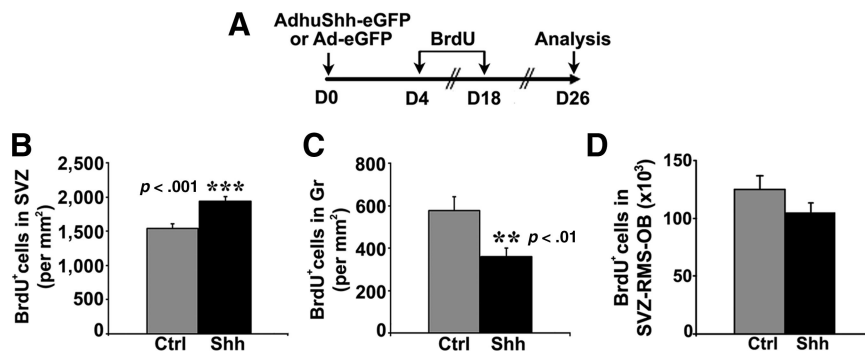 A
AdhuShh-eGFP
or Ad-eGFP
BrdU
Analysis
D0
D4
D18
D26
B
BrdU⁺cells in SVZ
(per mm²)
2,500
2,000
1,500
1,000
500
0
p < .001
***
Ctrl
Shh
C
BrdU⁺cells in Gr
(per mm²)
800
600
400
200
0
** p < .01
Ctrl
Shh
D
BrdU⁺cells in
SVZ-RMS-OB (x10³)
150
100
50
0
Ctrl
Shh